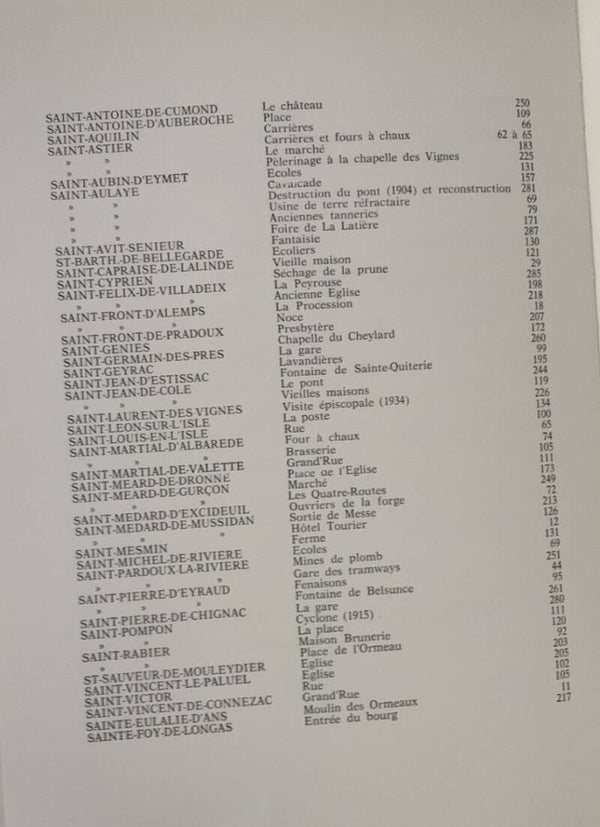 SAINT-ANTOINE-DE-CUMOND Le château 250
SAINT-ANTOINE-D'AUBEROCHE Place 109
SAINT-AQUILIN Carrières 66
SAINT-ASTIER Carrières et fours à chaux 62 à 65
» » Le marché 183
» » Pèlerinage à la chapelle des Vignes 225
SAINT-AUBIN-D'EYMET Ecoles 131
SAINT-AULAYE Cavalcade 157
» » Destruction du pont (1904) et reconstruction 281
» » Usine de terre réfractaire 69
» » Anciennes tanneries 79
» » Foire de La Latière 171
SAINT-AVIT-SENIEUR Fantaisie 287
ST-BARTH. DE-BELLEGARDE Ecoliers 130
SAINT-CAPRAISE-DE-LALINDE Vieille maison 121
SAINT-CYPRIEN Séchage de la prune 29
SAINT-FELIX-DE-VILLADEIX La Peyrouse 285
» » Ancienne Eglise 198
SAINT-FRONT-D'ALEMPS La Procession 218
» » Noce 18
SAINT-FRONT-DE-PRADOUX Presbytère 207
SAINT-GENIES Chapelle du Cheylard 172
SAINT-GERMAIN-DES-PRES La gare 260
SAINT-GEYRAC Lavandières 99
SAINT-JEAN-D'ESTISSAC Fontaine de Sainte-Quiterie 195
SAINT-JEAN-DE-COLE Le pont 244
» » Vieilles maisons 119
SAINT-LAURENT-DES-VIGNES Visite épiscopale (1934) 226
SAINT-LEON-SUR-L'ISLE La poste 134
SAINT-LOUIS-EN-L'ISLE Rue 100
SAINT-MARTIAL-D'ALBAREDE Four à chaux 65
» » Brasserie 74
SAINT-MARTIAL-DE-VALETTE Grand'Rue 105
SAINT-MEARD-DE-DRONNE Place de l'Eglise 111
SAINT-MEARD-DE-GURÇON Marché 173
» » Les Quatre-Routes 249
SAINT-MEDARD-D'EXCIDEUIL Ouvriers de la forge 72
SAINT-MEDARD-DE-MUSSIDAN Sortie de Messe 213
» » Hôtel Tourier 126
SAINT-MESMIN Ferme 12
SAINT-MICHEL-DE-RIVIERE Ecoles 131
SAINT-PARDOUX-LA-RIVIERE Mines de plomb 69
» » Gare des tramways 251
SAINT-PIERRE-D'EYRAUD Fenaisons 44
» » Fontaine de Belsunce 95
SAINT-PIERRE-DE-CHIGNAC La gare 261
SAINT-POMPON Cyclone (1915) . 280
» » La place 111
SAINT-RABIER Maison Brunerie 120
» » Place de l'Ormeau 92
ST-SAUVEUR-DE-MOULEYDIER Eglise 203
SAINT-VINCENT-LE-PALUEL Eglise 205
SAINT-VICTOR Rue 102
SAINT-VINCENT-DE-CONNEZAC Grand'Rue 105
SAINTE-EULALIE-D'ANS Moulin des Ormeaux 11
SAINTE-FOY-DE-LONGAS Entrée du bourg 217